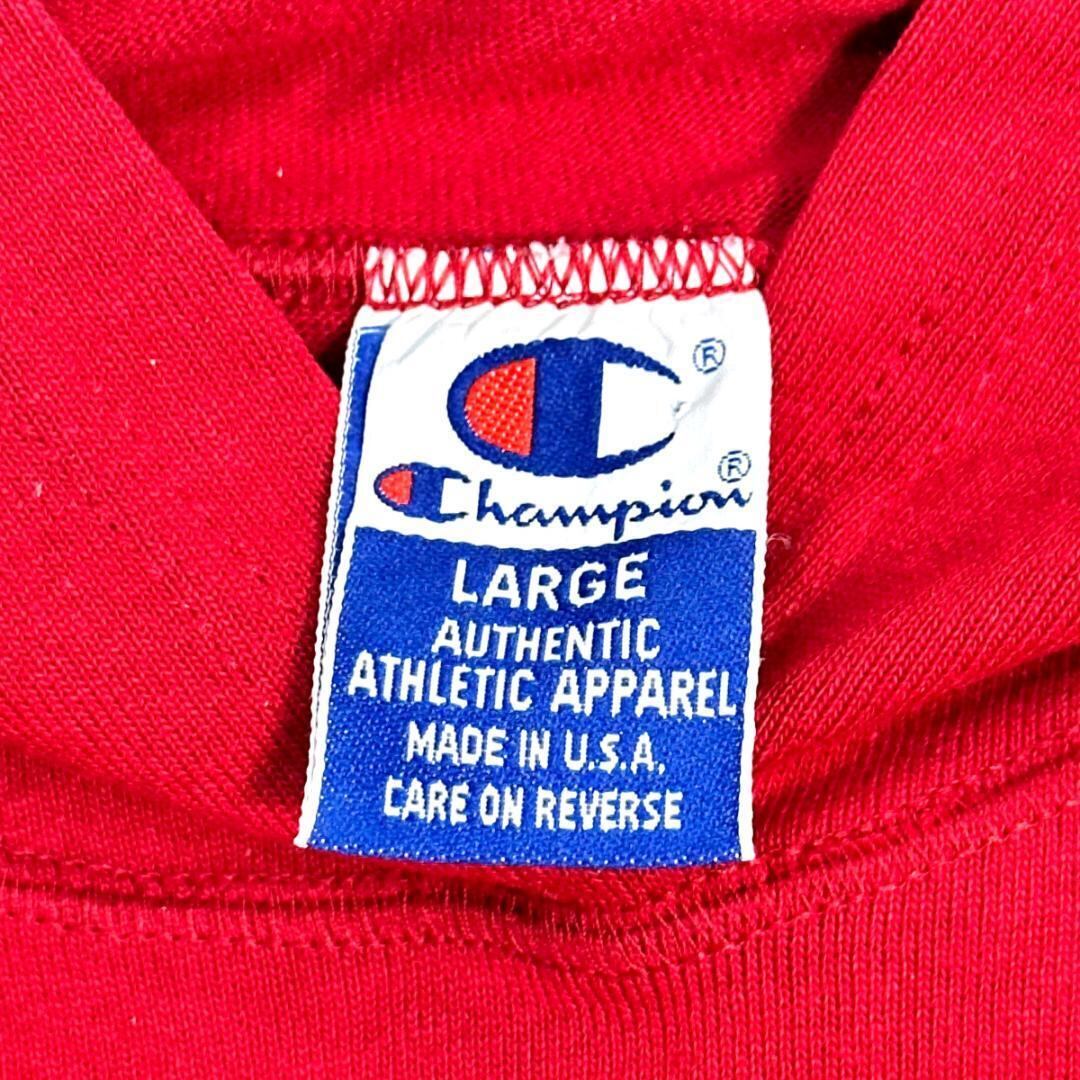 ®
Champion®
LARGE
AUTHENTIC
ATHLETIC APPAREL
MADE IN U.S.A.
CARE ON REVERSE